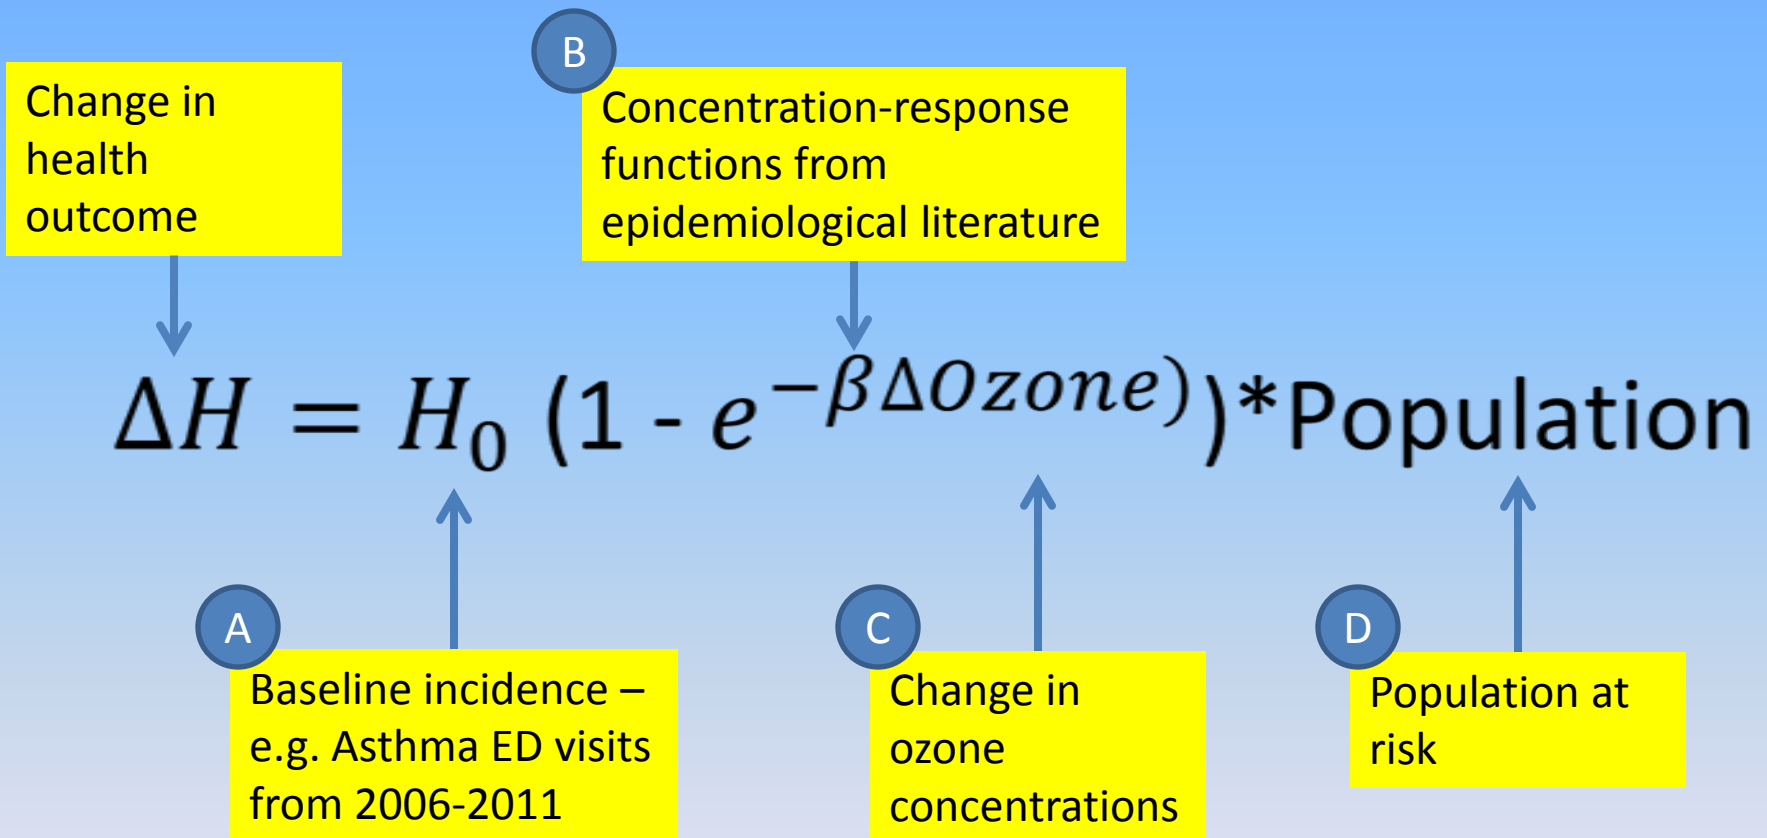 B
Change in
health
outcome
Concentration-response
functions from
epidemiological literature
ΔH = H₀ (1 - e^{−βΔOzone)})*Population
A
Baseline incidence –
e.g. Asthma ED visits
from 2006-2011
C
Change in
ozone
concentrations
D
Population at
risk